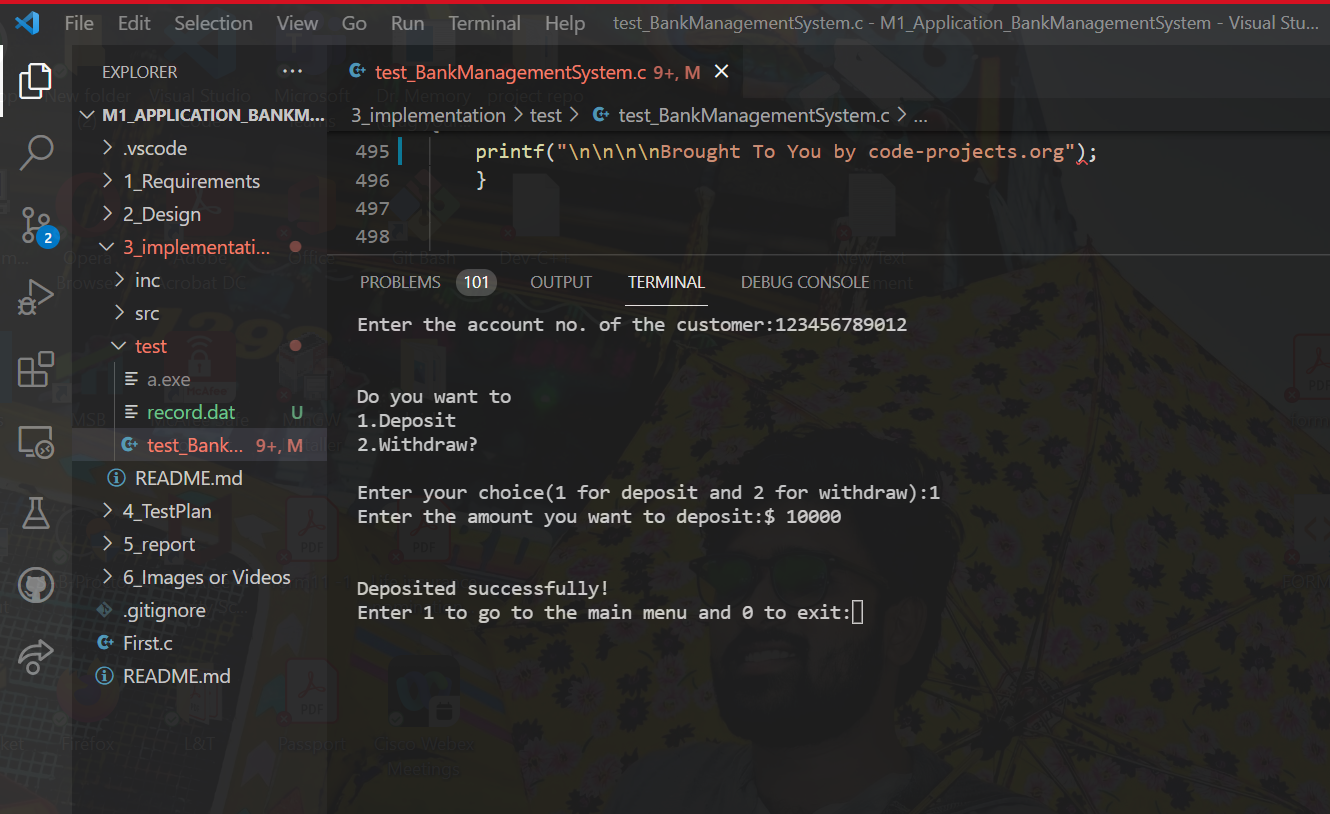 File Edit Selection View Go Run Terminal Help test_BankManagementSystem.c - M1_Application_BankManagementSystem - Visual Stu...
EXPLORER ...
test_BankManagementSystem.c 9+, M
M1_APPLICATION_BANKM...
3_implementation > test > test_BankManagementSystem.c > ...
.vscode
1_Requirements
2_Design
2
3_implementati...
inc
src
test
a.exe
record.dat U
test_Bank... 9+, M
README.md
4_TestPlan
5_report
6_Images or Videos
.gitignore
First.c
README.md
495 printf("\n\n\n\nBrought To You by code-projects.org");
496 }
497
498
PROBLEMS 101 OUTPUT TERMINAL DEBUG CONSOLE
Enter the account no. of the customer:123456789012
Do you want to
1.Deposit
2.Withdraw?
Enter your choice(1 for deposit and 2 for withdraw):1
Enter the amount you want to deposit:$ 10000
Deposited successfully!
Enter 1 to go to the main menu and 0 to exit: